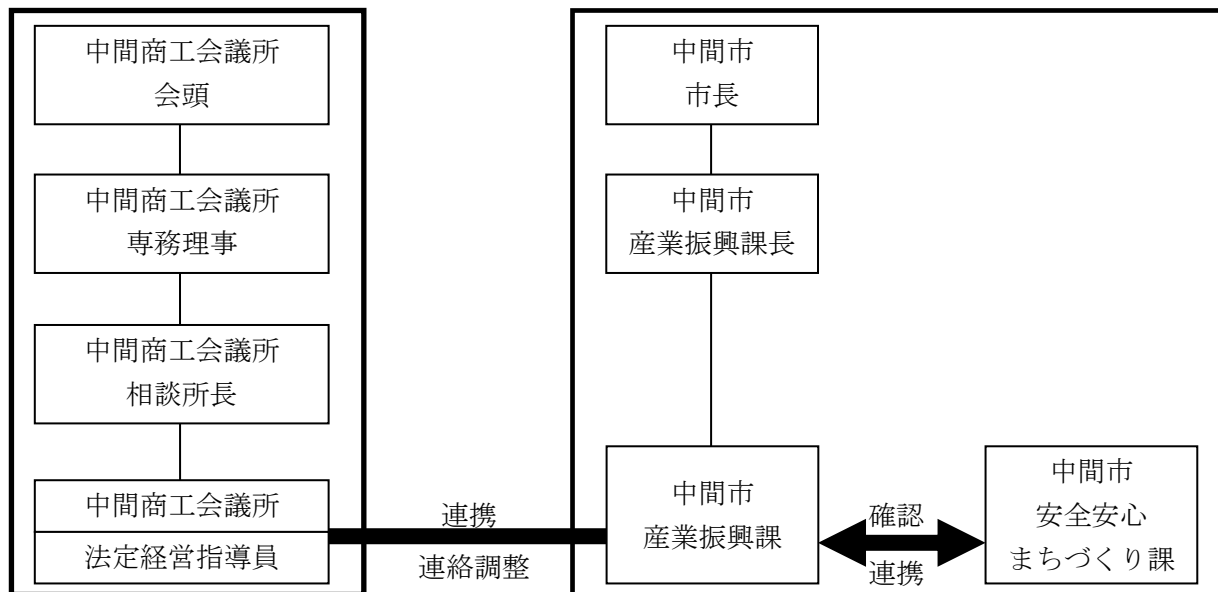 中間商工会議所
会頭
中間商工会議所
専務理事
中間商工会議所
相談所長
中間商工会議所
法定経営指導員
連携
連絡調整
中間市
市長
中間市
産業振興課長
中間市
産業振興課
確認
連携
中間市
安全安心
まちづくり課